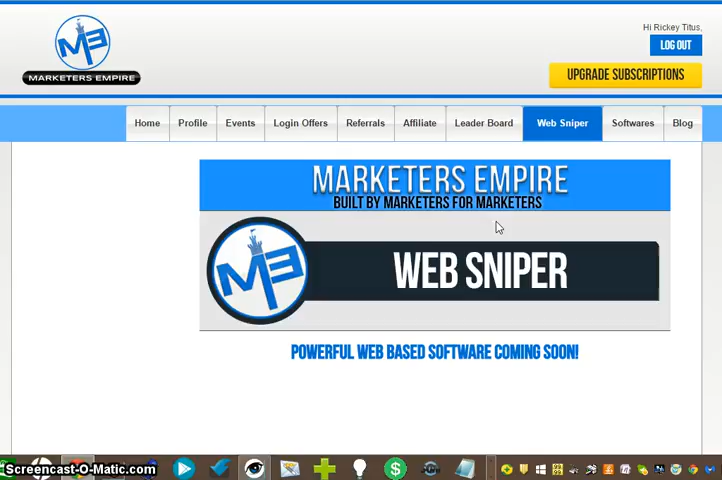 Hi Rickey Titus,
LOG OUT
MARKETERS EMPIRE
UPGRADE SUBSCRIPTIONS
Home Profile Events Login Offers Referrals Affiliate Leader Board Web Sniper Softwares Blog
MARKETERS EMPIRE
BUILT BY MARKETERS FOR MARKETERS
WEB SNIPER
POWERFUL WEB BASED SOFTWARE COMING SOON!
Screencast-O-Matic.com